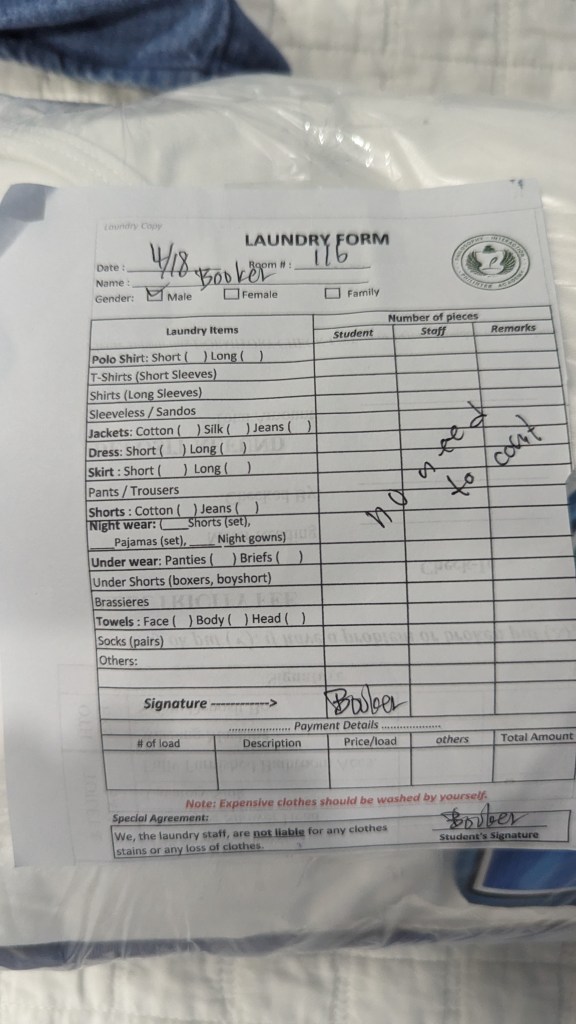 Laundry Copy
LAUNDRY FORM
Date : 4/18 Room # : 116
Name : Booker
Gender: Male Female Family
Laundry Items
Number of pieces
Student Staff Remarks
Polo Shirt: Short ( ) Long ( )
T-Shirts (Short Sleeves)
Shirts (Long Sleeves)
Sleeveless / Sandos
Jackets: Cotton ( ) Silk ( ) Jeans ( )
Dress: Short ( ) Long ( )
Skirt : Short ( ) Long ( )
Pants / Trousers
Shorts : Cotton ( ) Jeans ( )
Night wear: ( ___Shorts (set),
___Pajamas (set), ___Night gowns)
Under wear: Panties ( ) Briefs ( )
Under Shorts (boxers, boyshort)
Brassieres
Towels : Face ( ) Body ( ) Head ( )
Socks (pairs)
Others:
no need
to count
Signature ------------> Booker
.................... Payment Details ...................
# of load Description Price/load others Total Amount
Note: Expensive clothes should be washed by yourself.
Special Agreement:
We, the laundry staff, are not liable for any clothes
stains or any loss of clothes.
Booker
Student's Signature